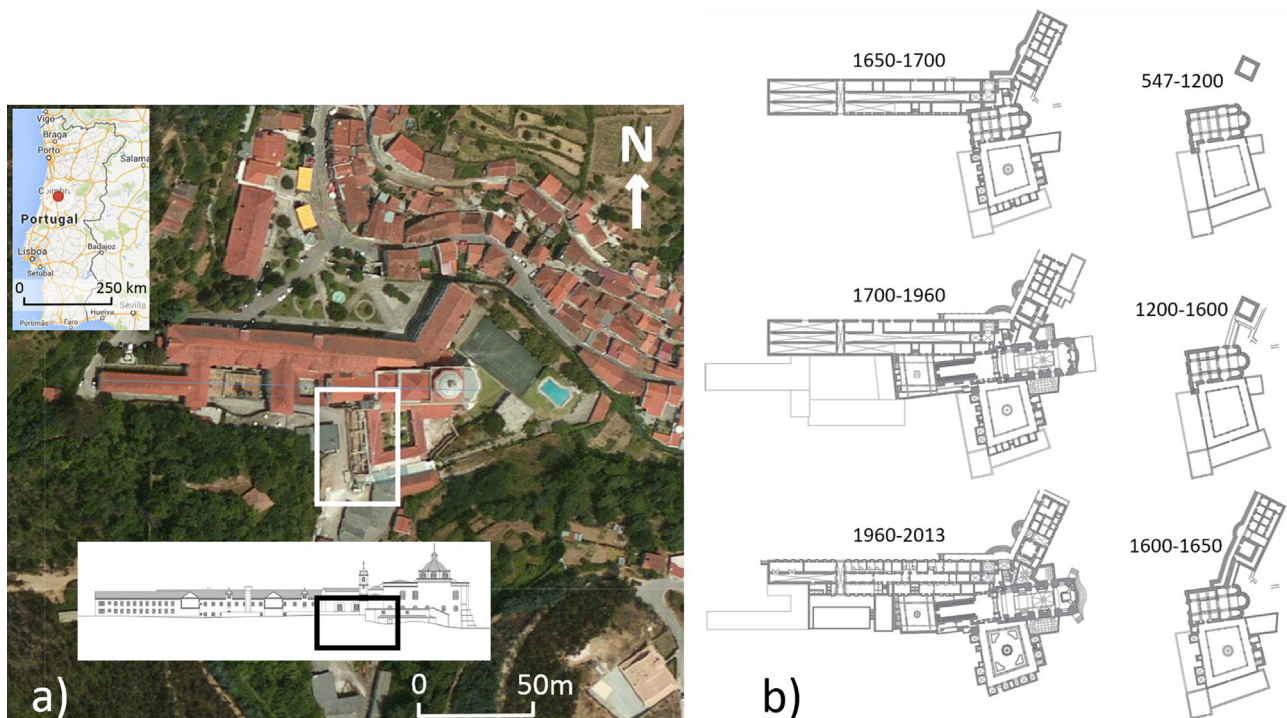 Vigo
Braga
Porto
Salama
Coimbra
Portugal
Badajoz
Lisboa
Setúbal
0 250 km
Sevilla
Huelva
Portimão Faro
N
0 50m
a)
1650-1700
547-1200
1700-1960
1200-1600
1960-2013
1600-1650
b)